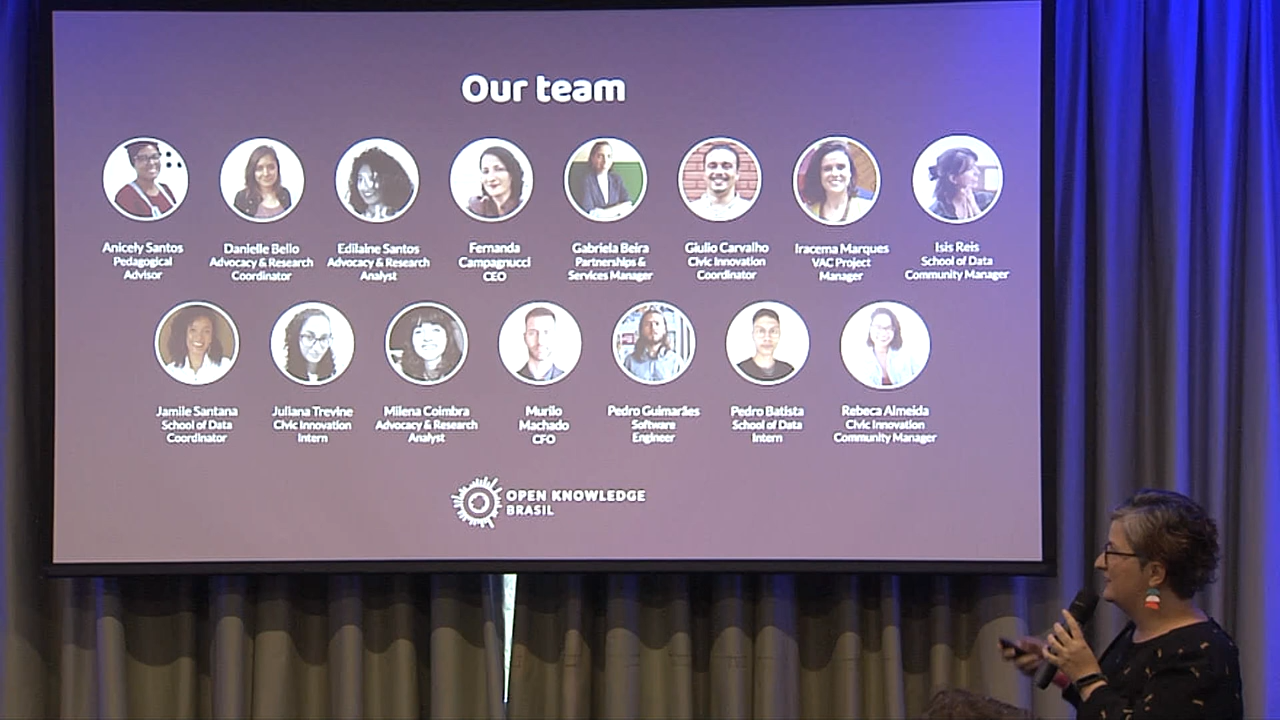 Our team
Anicely Santos
Pedagogical
Advisor
Danielle Bello
Advocacy & Research
Coordinator
Edilaine Santos
Advocacy & Research
Analyst
Fernanda
Campagnucci
CEO
Gabriela Beira
Partnerships &
Services Manager
Giulio Carvalho
Civic Innovation
Coordinator
Iracema Marques
VAC Project
Manager
Isis Reis
School of Data
Community Manager
Jamile Santana
School of Data
Coordinator
Juliana Trevine
Civic Innovation
Intern
Milena Coimbra
Advocacy & Research
Analyst
Murilo
Machado
CFO
Pedro Guimarães
Software
Engineer
Pedro Batista
School of Data
Intern
Rebeca Almeida
Civic Innovation
Community Manager
OPEN KNOWLEDGE
BRASIL